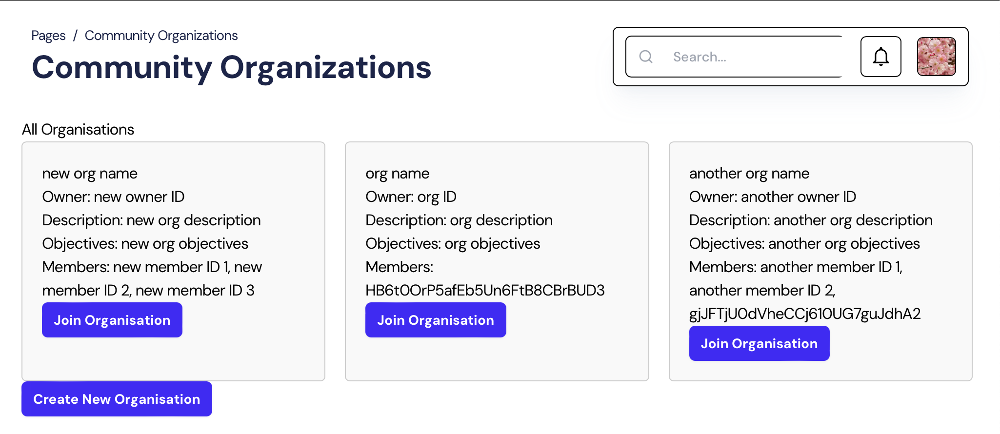 Pages / Community Organizations
Community Organizations
Search...
All Organisations
new org name
Owner: new owner ID
Description: new org description
Objectives: new org objectives
Members: new member ID 1, new
member ID 2, new member ID 3
Join Organisation
org name
Owner: org ID
Description: org description
Objectives: org objectives
Members:
HB6t0OrP5afEb5Un6FtB8CBrBUD3
Join Organisation
another org name
Owner: another owner ID
Description: another org description
Objectives: another org objectives
Members: another member ID 1,
another member ID 2,
gjJFTjU0dVheCCj610UG7guJdhA2
Join Organisation
Create New Organisation